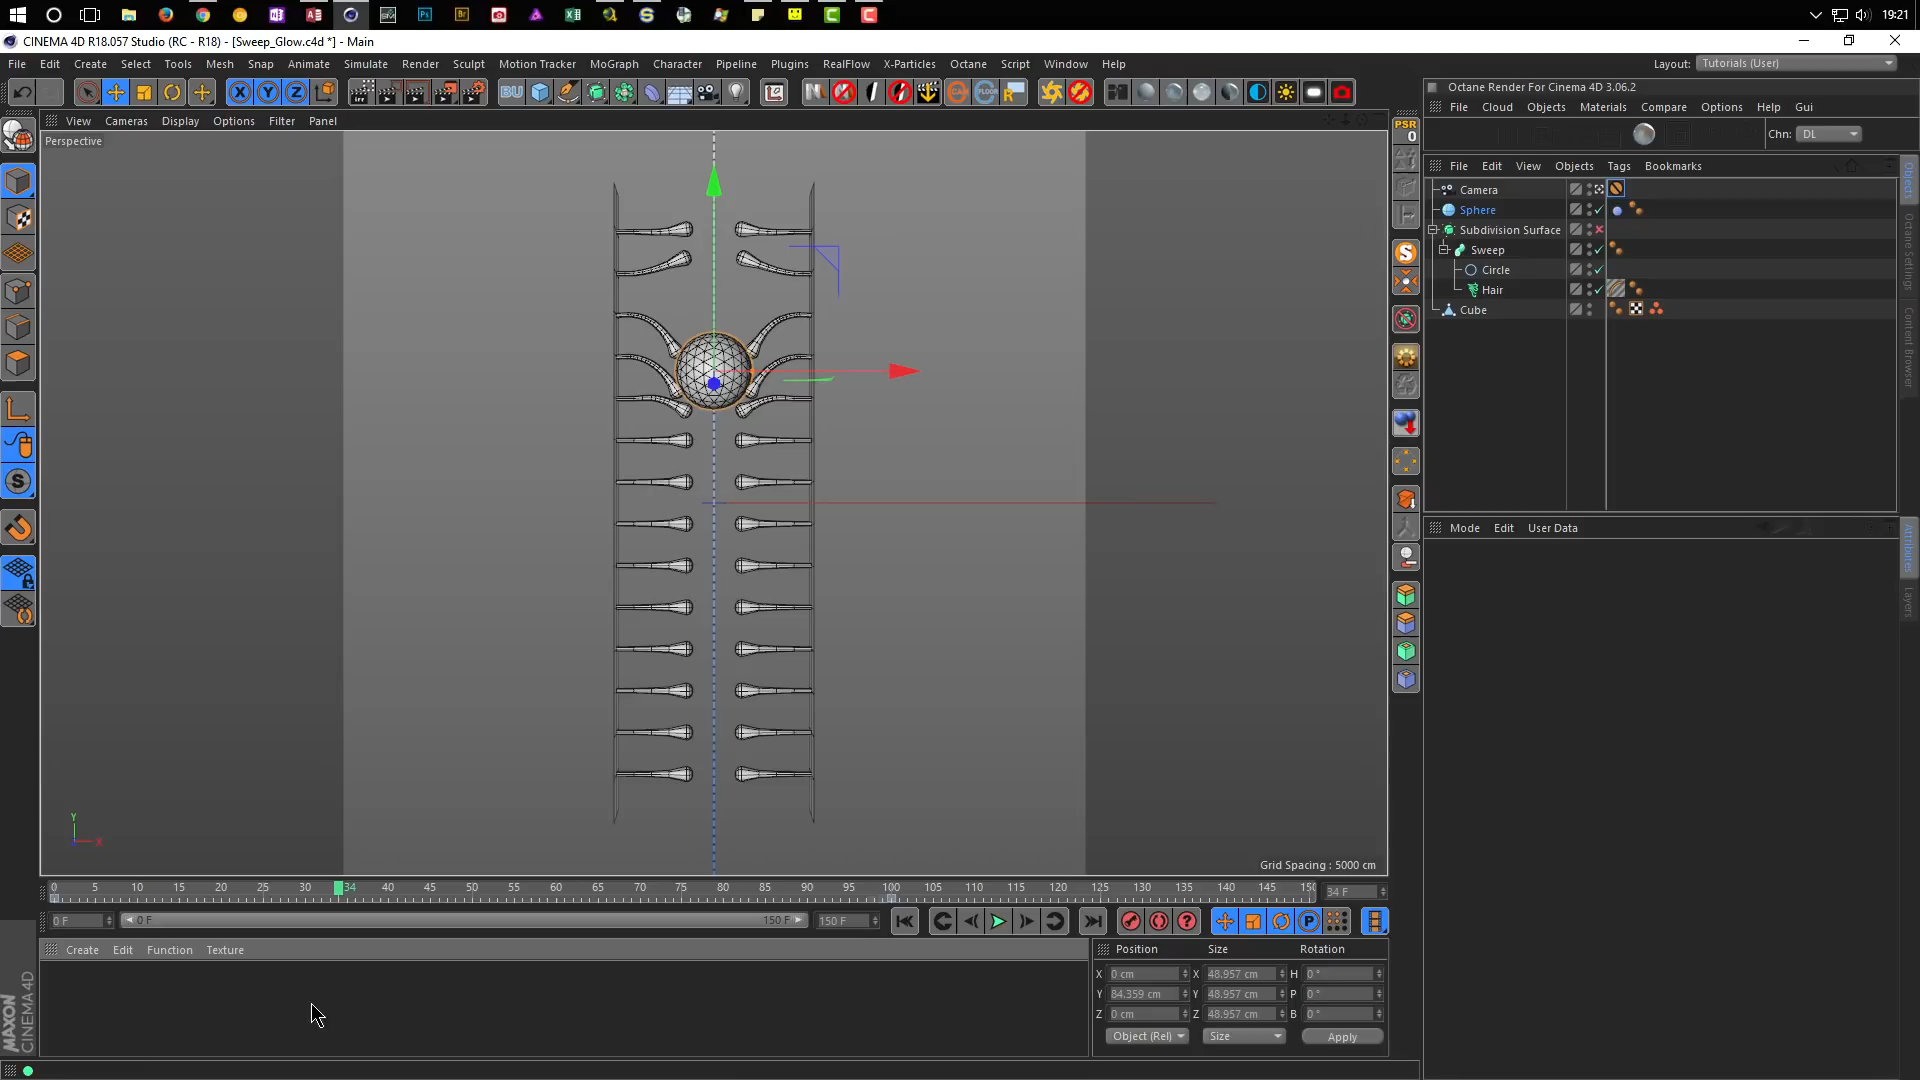 19:21
CINEMA 4D R18.057 Studio (RC - R18) - [Sweep_Glow.c4d *] - Main
File Edit Create Select Tools Mesh Snap Animate Simulate Render Sculpt Motion Tracker MoGraph Character Pipeline Plugins RealFlow X-Particles Octane Script Window Help
Layout: Tutorials (User)
Octane Render For Cinema 4D 3.06.2
File Cloud Objects Materials Compare Options Help Gui
Chn: DL
View Cameras Display Options Filter Panel
Perspective
PSR
0
File Edit View Objects Tags Bookmarks
Camera
Sphere
Subdivision Surface
Sweep
Circle
Hair
Cube
Objects
Octane Settings
Content Browser
Mode Edit User Data
Attributes
Layers
Y
X
Grid Spacing : 5000 cm
0 5 10 15 20 25 30 34 40 45 50 55 60 65 70 75 80 85 90 95 100 105 110 115 120 125 130 135 140 145 150
34 F
0 F
0 F
150 F
150 F
Create Edit Function Texture
Position Size Rotation
X 0 cm X 48.957 cm H 0 °
Y 84.359 cm Y 48.957 cm P 0 °
Z 0 cm Z 48.957 cm B 0 °
Object (Rel) Size Apply
MAXON
CINEMA 4D